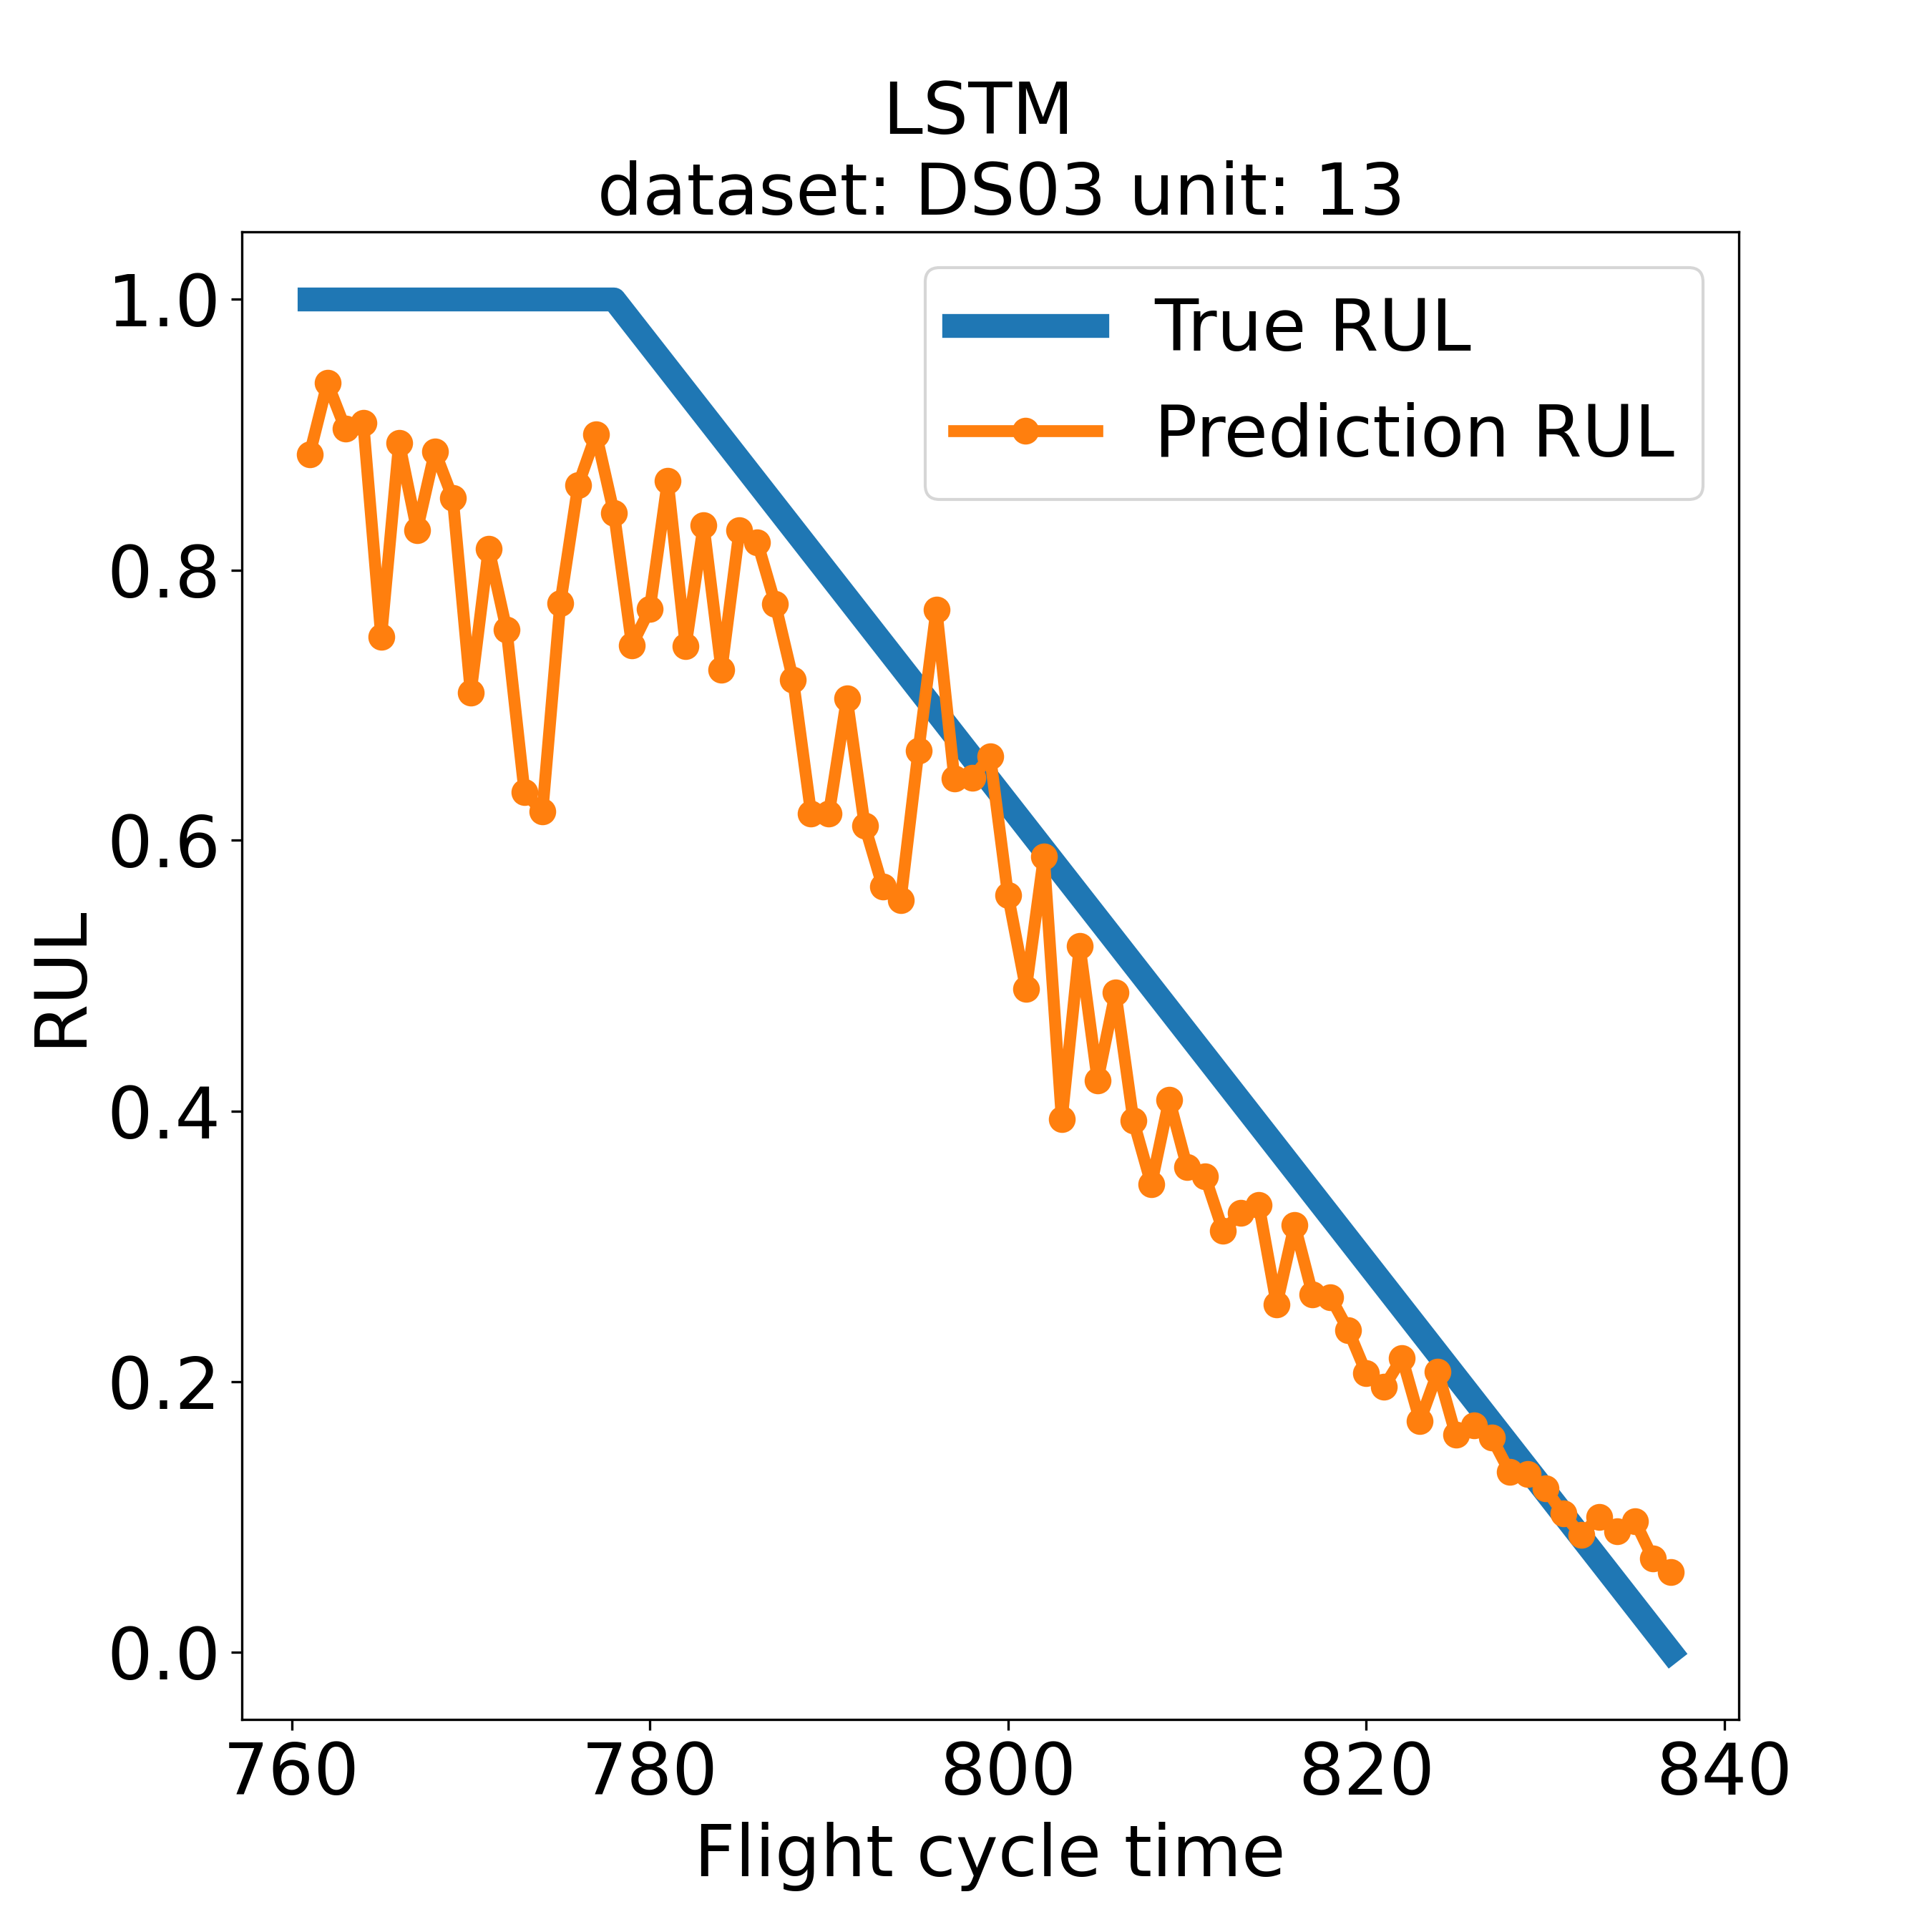 LSTM
dataset: DS03 unit: 13
True RUL
Prediction RUL
1.0
0.8
0.6
0.4
0.2
0.0
RUL
760 780 800 820 840
Flight cycle time